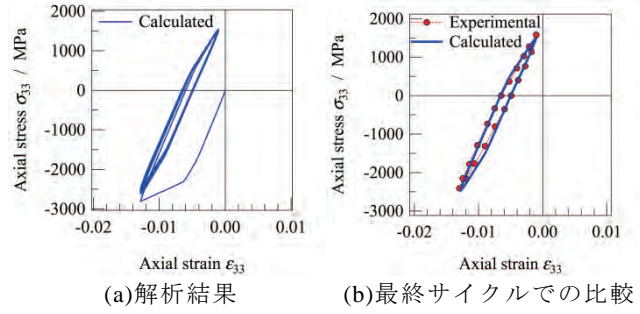 2000
1000
0
-1000
-2000
-3000
Axial stress σ33 / MPa
Calculated
-0.02
-0.01
0.00
0.01
Axial strain ε33
(a)解析結果
2000
1000
0
-1000
-2000
-3000
Axial stress σ33 / MPa
Experimental
Calculated
-0.02
-0.01
0.00
0.01
Axial strain ε33
(b)最終サイクルでの比較